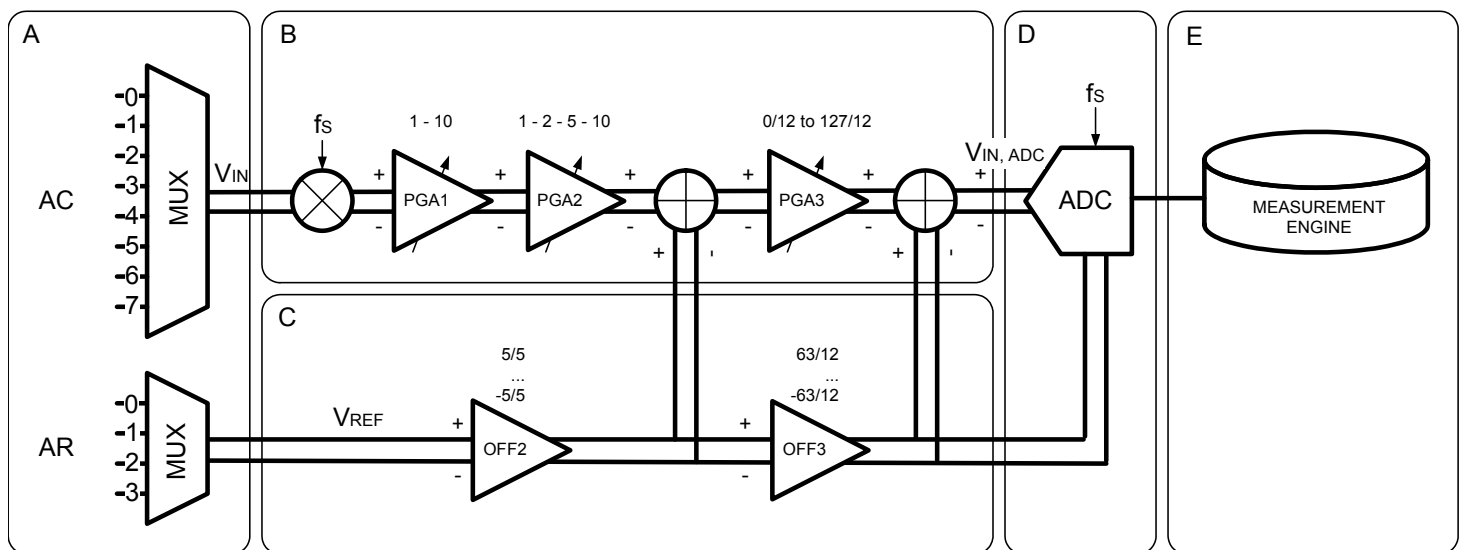 A
B
D
E
AC
0
1
2
3
4
5
6
7
MUX
VIN
fS
1 - 10
+
-
PGA1
+
-
1 - 2 - 5 - 10
PGA2
+
-
+
-
0/12 to 127/12
+
-
PGA3
+
-
+
-
VIN, ADC
+
-
fS
ADC
MEASUREMENT
ENGINE
C
AR
0
1
2
3
MUX
VREF
+
-
5/5
...
-5/5
OFF2
+
-
63/12
...
-63/12
OFF3